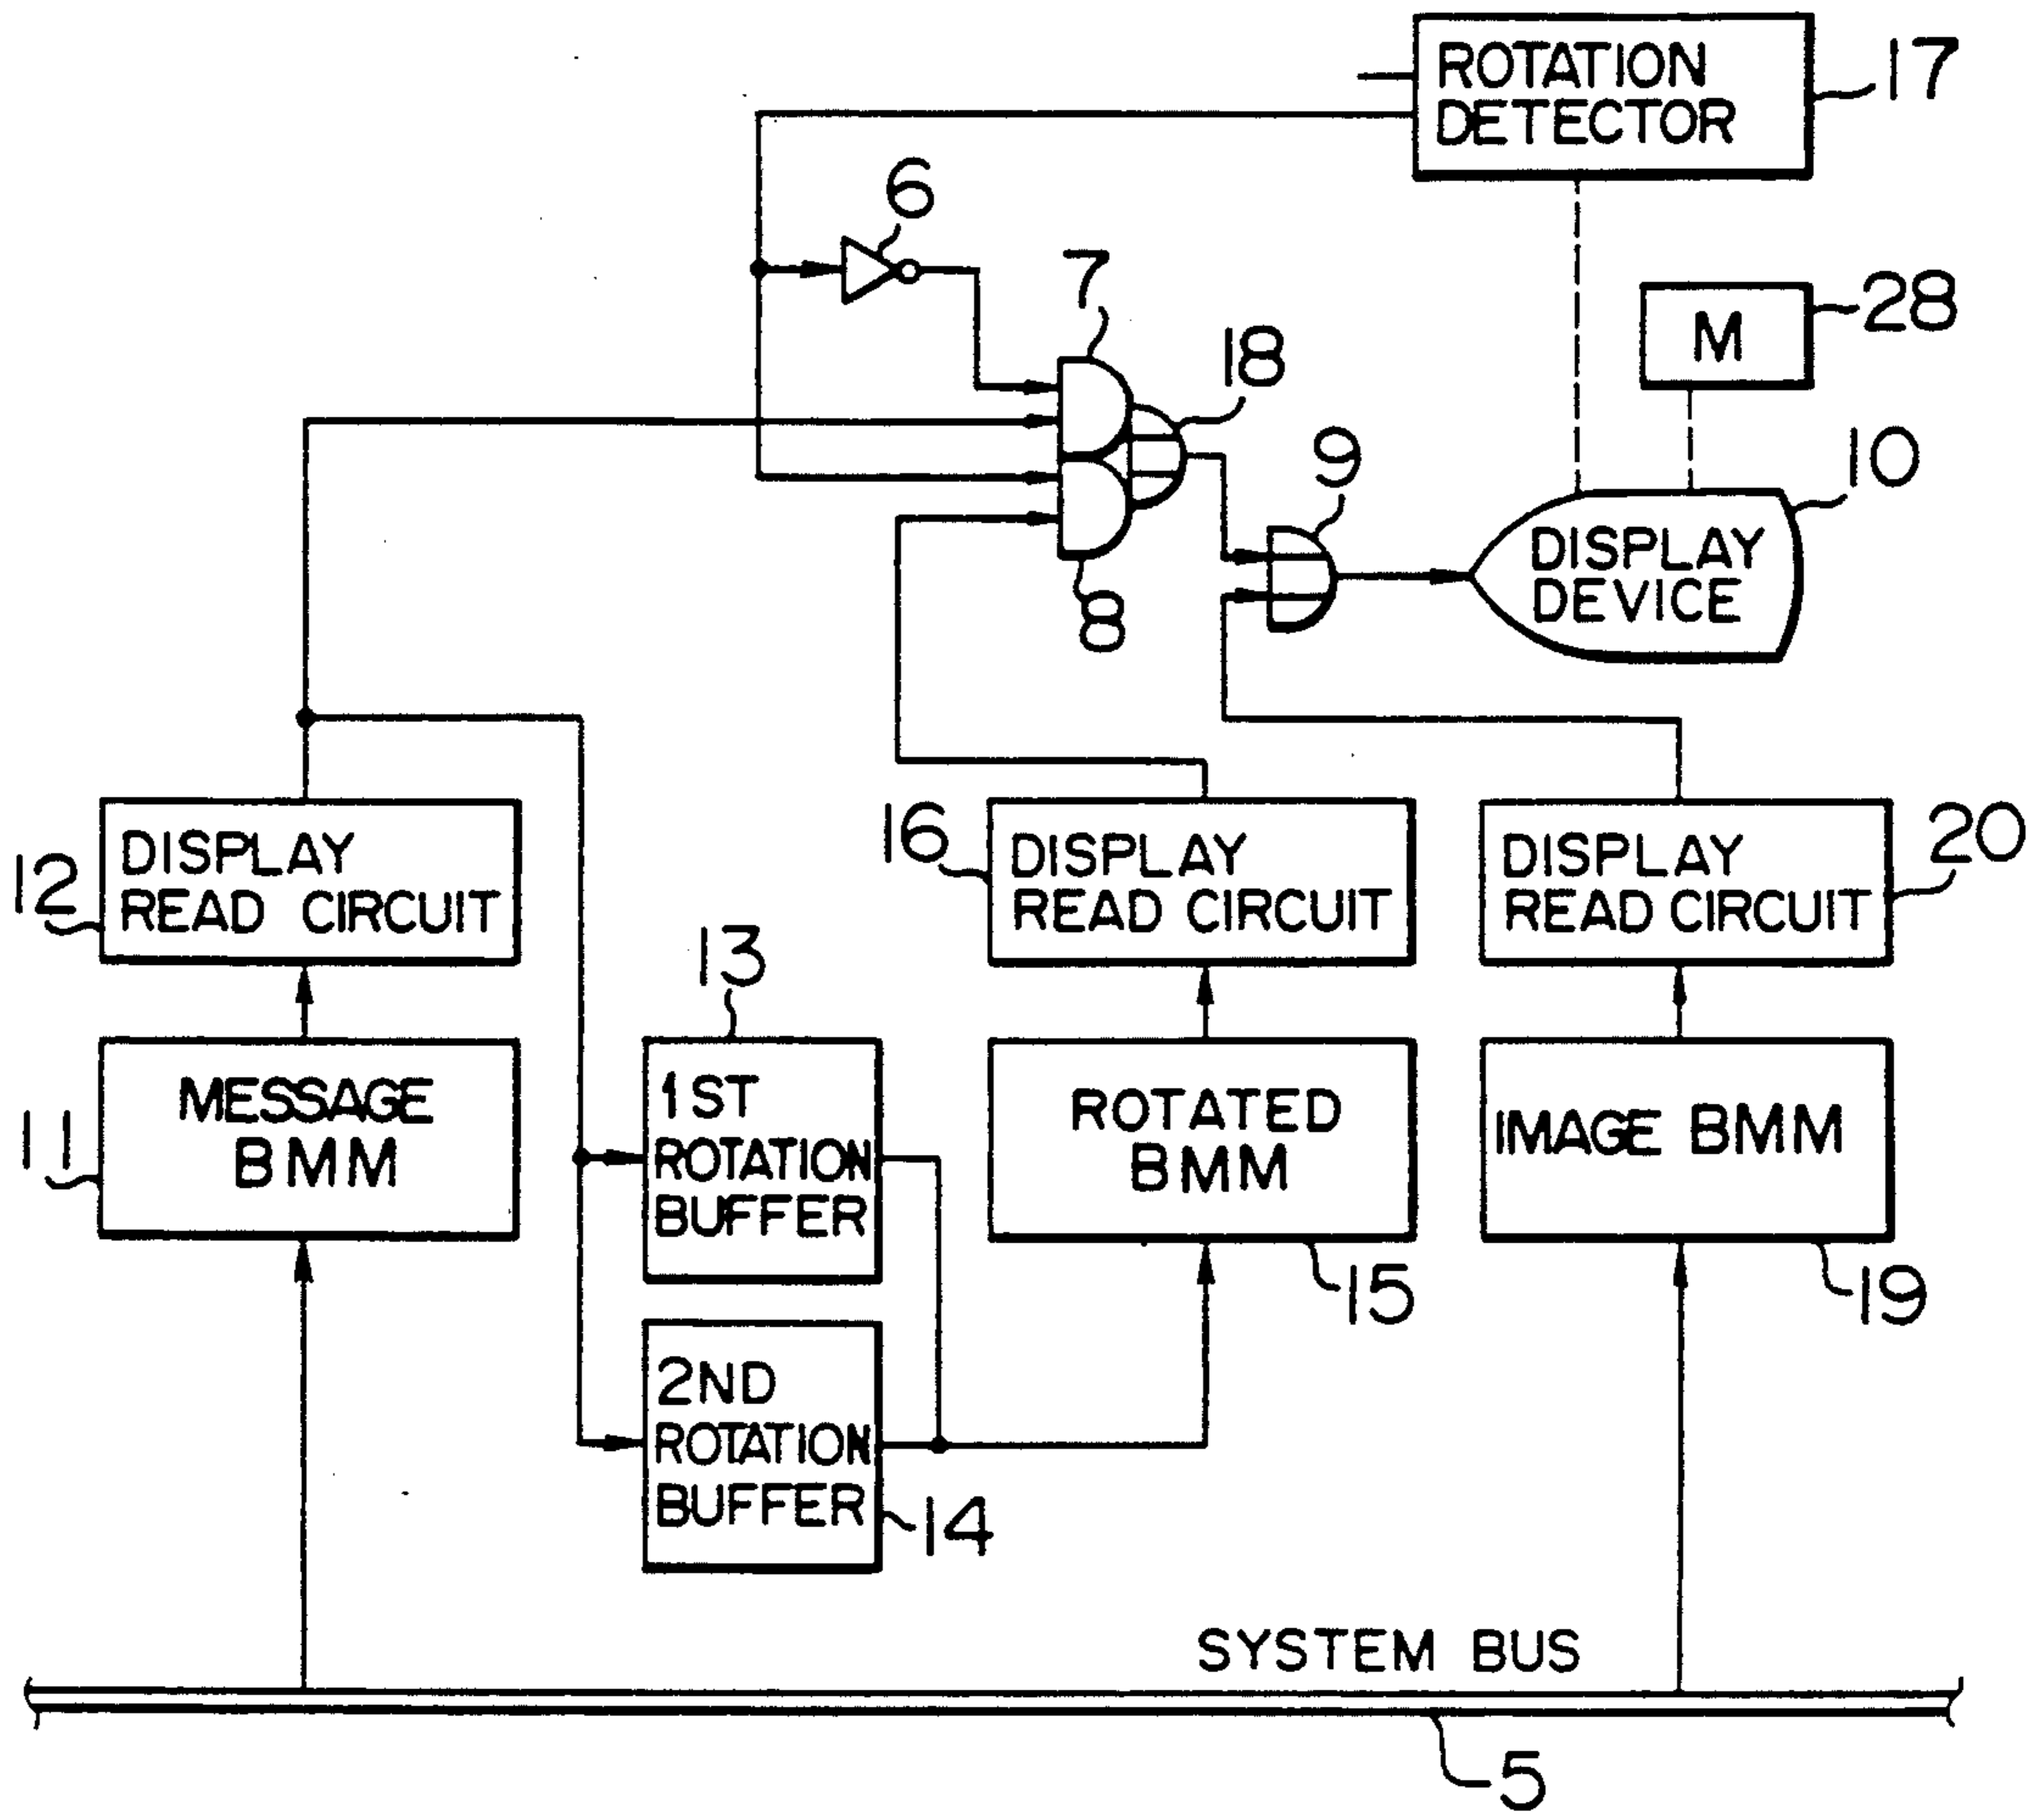 ROTATION
DETECTOR
17
6
7
28
M
18
9
10
DISPLAY
DEVICE
8
12
DISPLAY
READ CIRCUIT
16
DISPLAY
READ CIRCUIT
20
DISPLAY
READ CIRCUIT
13
11
MESSAGE
BMM
1ST
ROTATION
BUFFER
ROTATED
BMM
15
IMAGE BMM
19
2ND
ROTATION
BUFFER
14
SYSTEM BUS
5